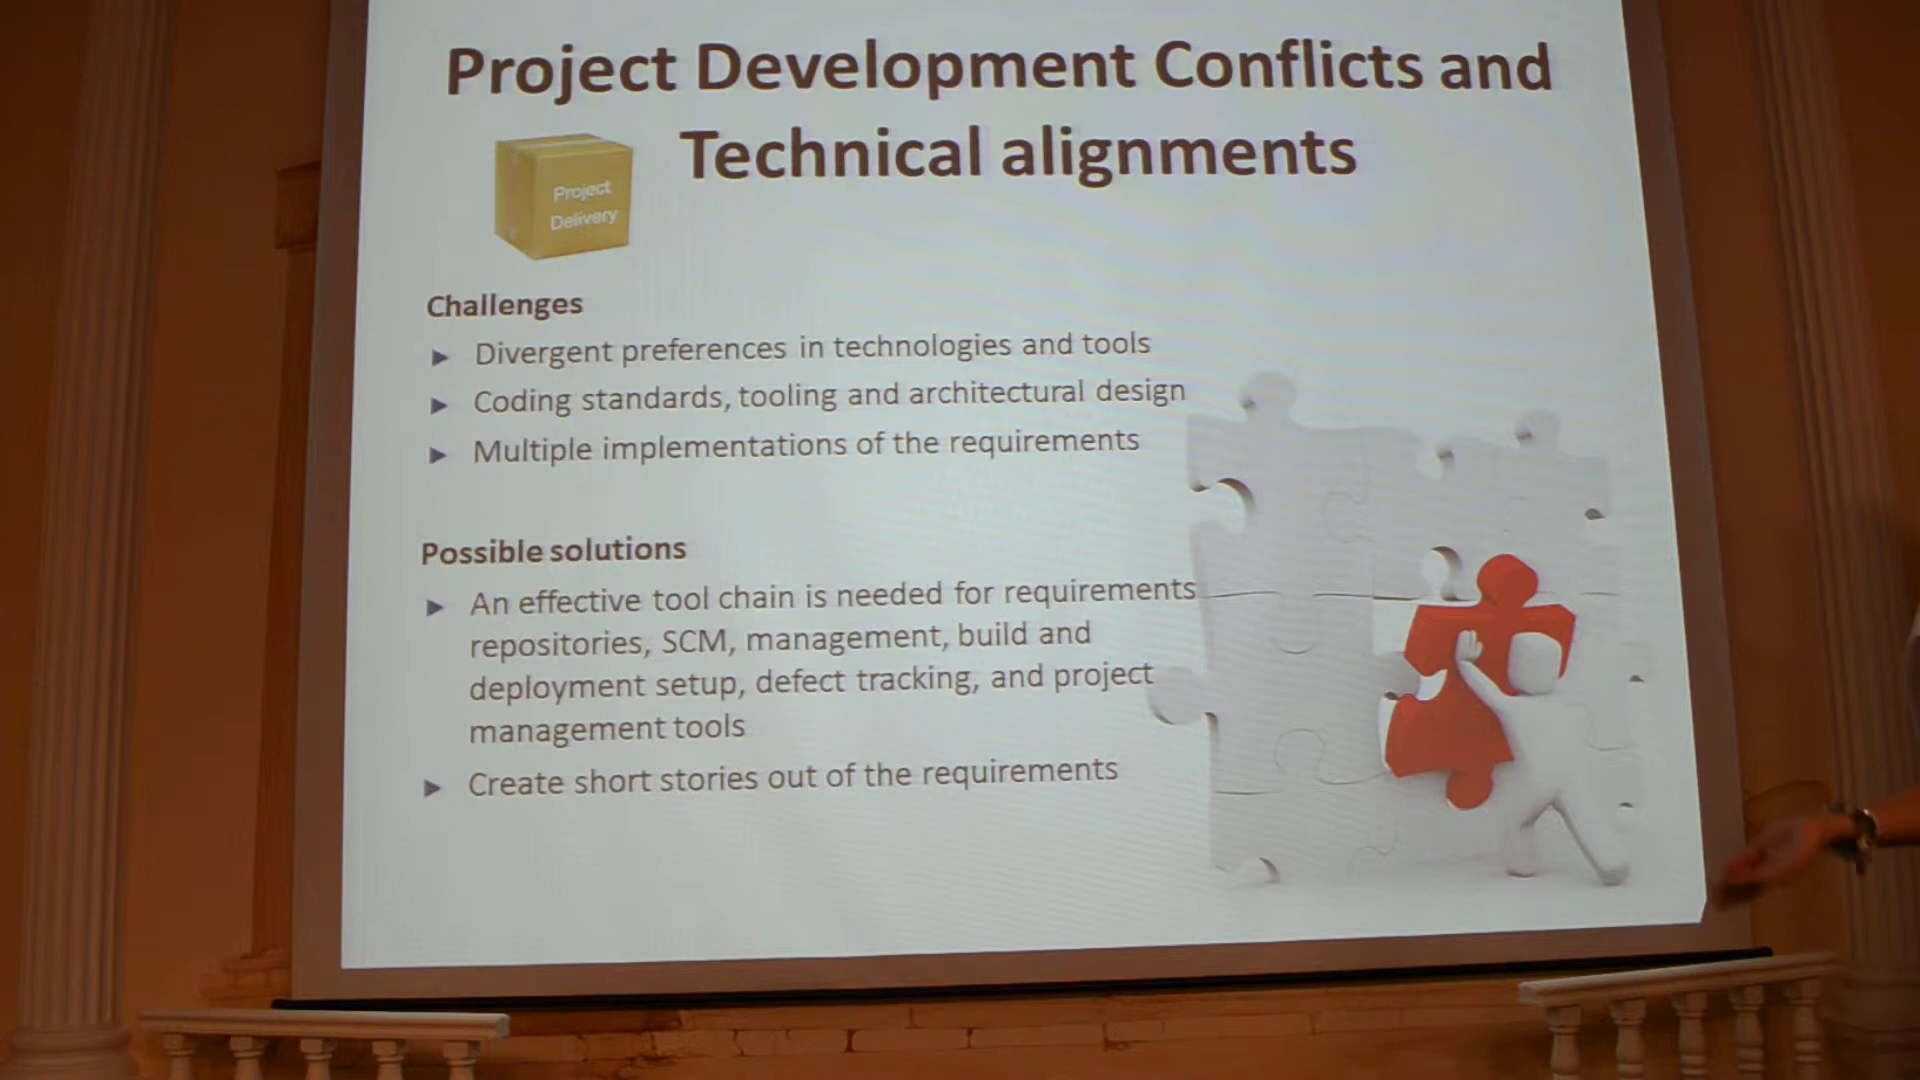 Project Development Conflicts and
Technical alignments
Project
Delivery
Challenges
► Divergent preferences in technologies and tools
► Coding standards, tooling and architectural design
► Multiple implementations of the requirements
Possible solutions
► An effective tool chain is needed for requirements
repositories, SCM, management, build and
deployment setup, defect tracking, and project
management tools
► Create short stories out of the requirements